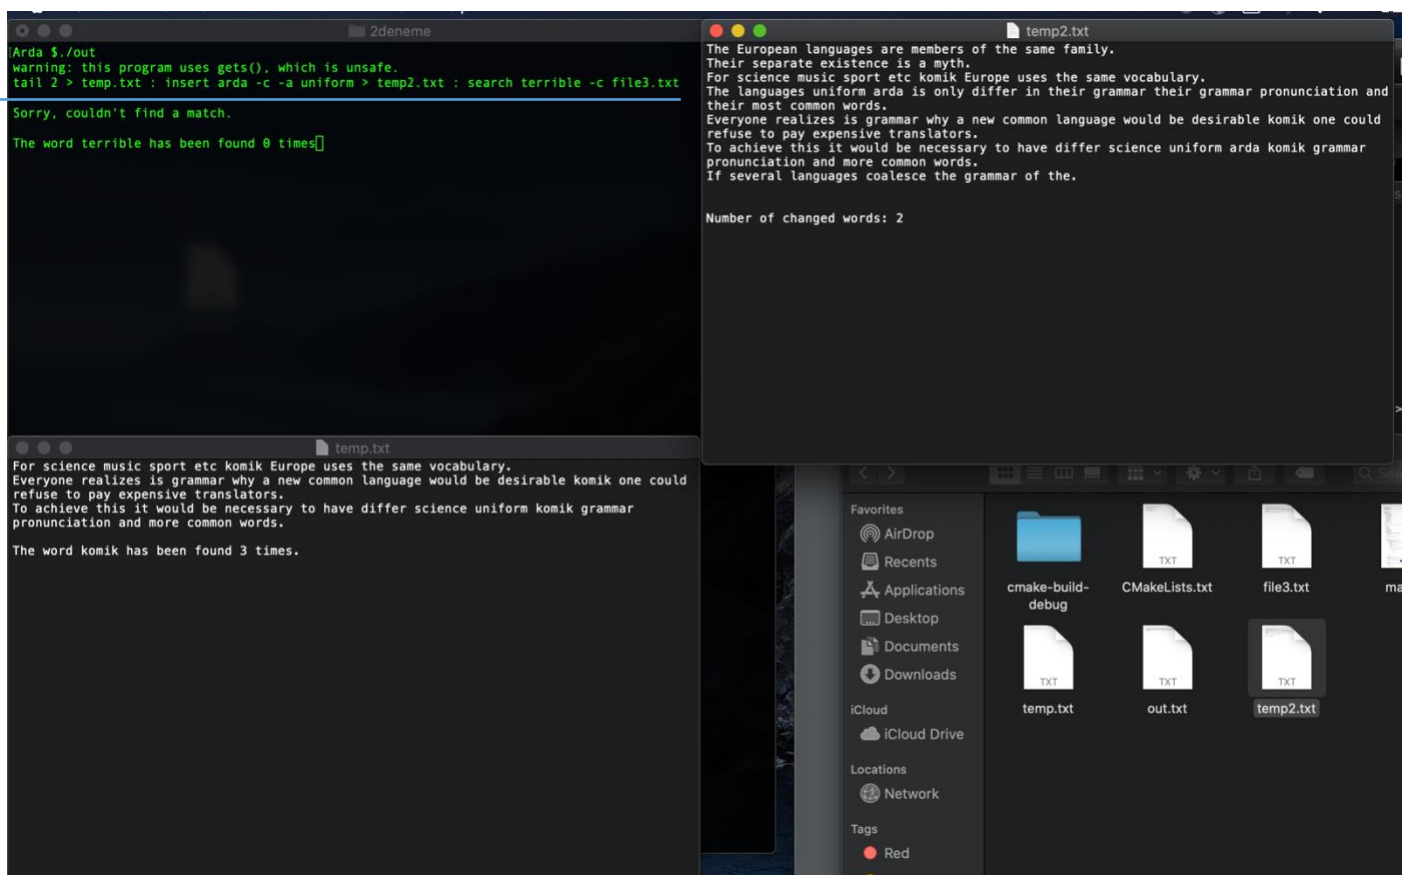 2deneme
Arda $./out
warning: this program uses gets(), which is unsafe.
tail 2 > temp.txt : insert arda -c -a uniform > temp2.txt : search terrible -c file3.txt
Sorry, couldn't find a match.
The word terrible has been found 0 times
temp2.txt
The European languages are members of the same family.
Their separate existence is a myth.
For science music sport etc komik Europe uses the same vocabulary.
The languages uniform arda is only differ in their grammar their grammar pronunciation and
their most common words.
Everyone realizes is grammar why a new common language would be desirable komik one could
refuse to pay expensive translators.
To achieve this it would be necessary to have differ science uniform arda komik grammar
pronunciation and more common words.
If several languages coalesce the grammar of the.
Number of changed words: 2
temp.txt
For science music sport etc komik Europe uses the same vocabulary.
Everyone realizes is grammar why a new common language would be desirable komik one could
refuse to pay expensive translators.
To achieve this it would be necessary to have differ science uniform komik grammar
pronunciation and more common words.
The word komik has been found 3 times.
Favorites
AirDrop
Recents
Applications
Desktop
Documents
Downloads
iCloud
iCloud Drive
Locations
Network
Tags
Red
TXT
TXT
cmake-build-
debug
CMakeLists.txt
file3.txt
TXT
TXT
TXT
temp.txt
out.txt
temp2.txt